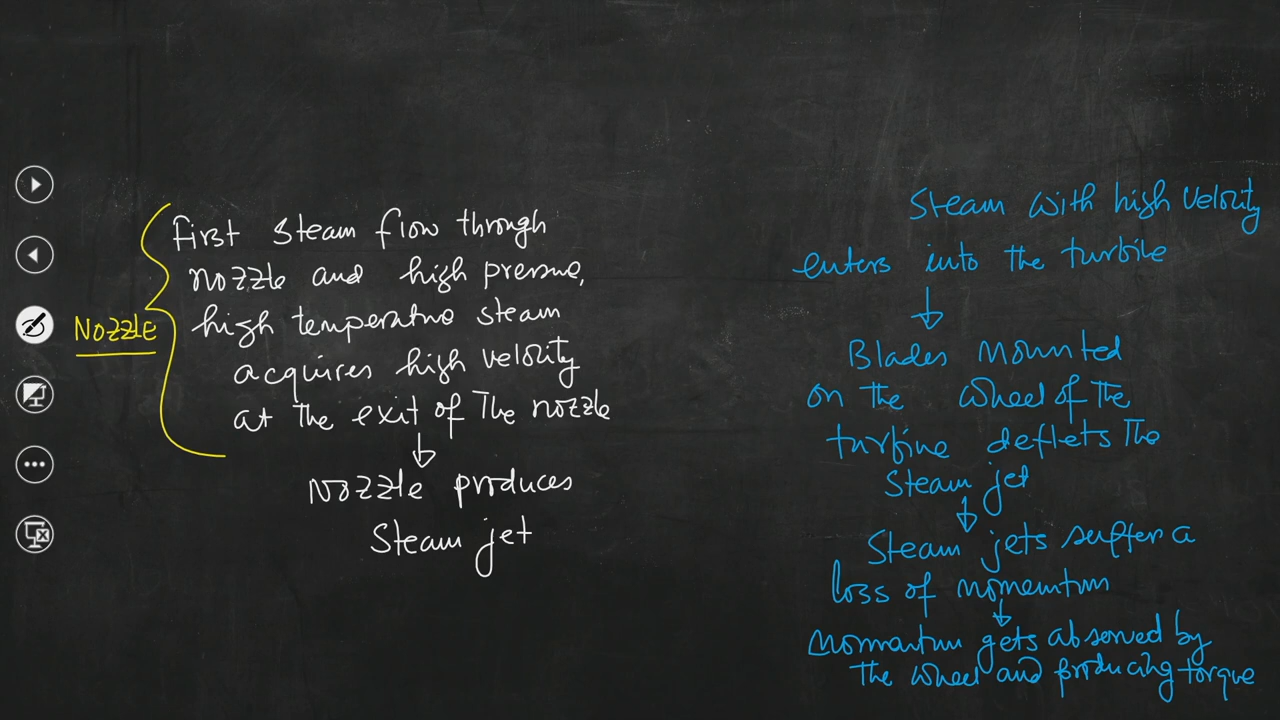 NOZZLE
first steam flow through
nozzle and high pressure,
high temperature steam
acquires high velocity
at the exit of The nozzle
Nozzle produces
Steam jet
Steam with high velocity
enters into the turbine
Blades mounted
on the wheel of the
turbine deflets the
Steam jet
Steam jets suffer a
loss of momentum
momentum gets absorved by
the wheel and producing torque